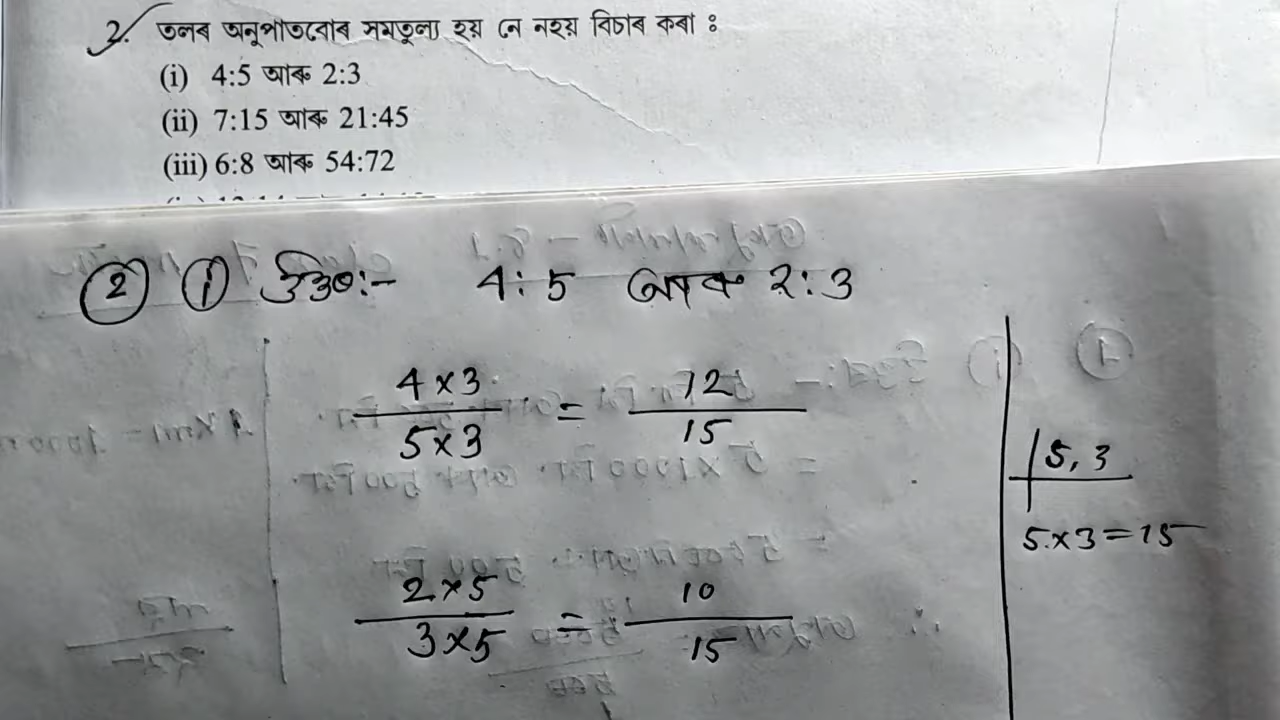 2. তলৰ অনুপাতবোৰ সমতুল্য হয় নে নহয় বিচাৰ কৰা ঃ
(i) 4:5 আৰু 2:3
(ii) 7:15 আৰু 21:45
(iii) 6:8 আৰু 54:72
2 i উত্তৰ:- 4:5 আৰু 2:3
4 x 3 / 5 x 3 = 12 / 15
5, 3
5 x 3 = 15
2 x 5 / 3 x 5 = 10 / 15